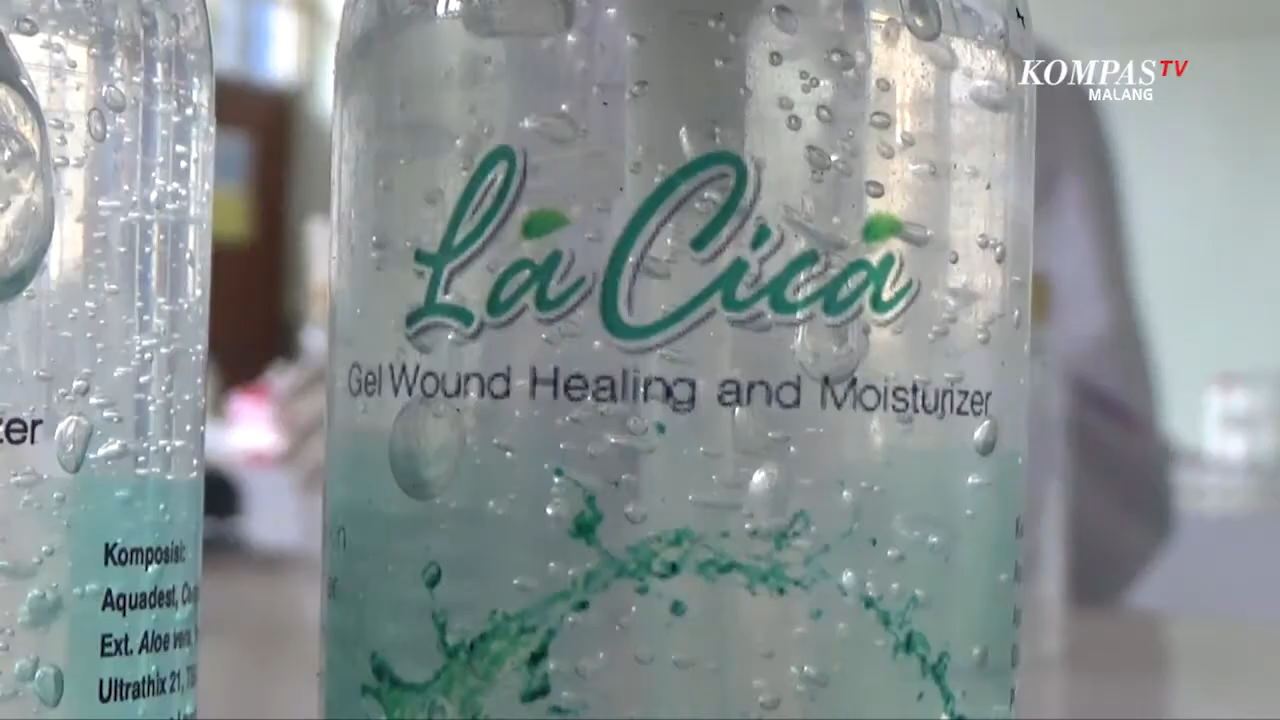 KOMPAS TV
MALANG
La Cica
Gel Wound Healing and Moisturizer
zer
Komposisi:
Aquadest,
Ext. Aloe vera,
Ultrathix 21,